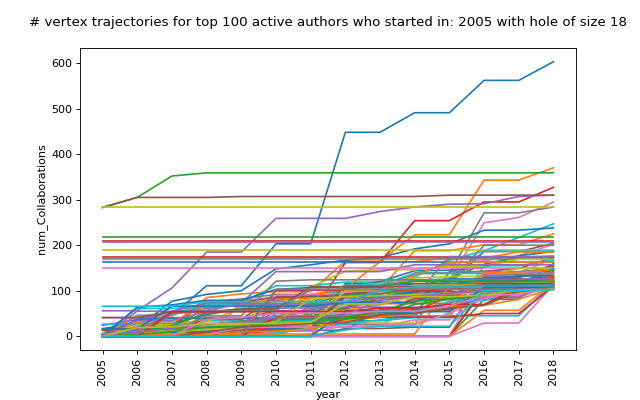 # vertex trajectories for top 100 active authors who started in: 2005 with hole of size 18
num_Collaborations
600
500
400
300
200
100
0
2005 2006 2007 2008 2009 2010 2011 2012 2013 2014 2015 2016 2017 2018
year